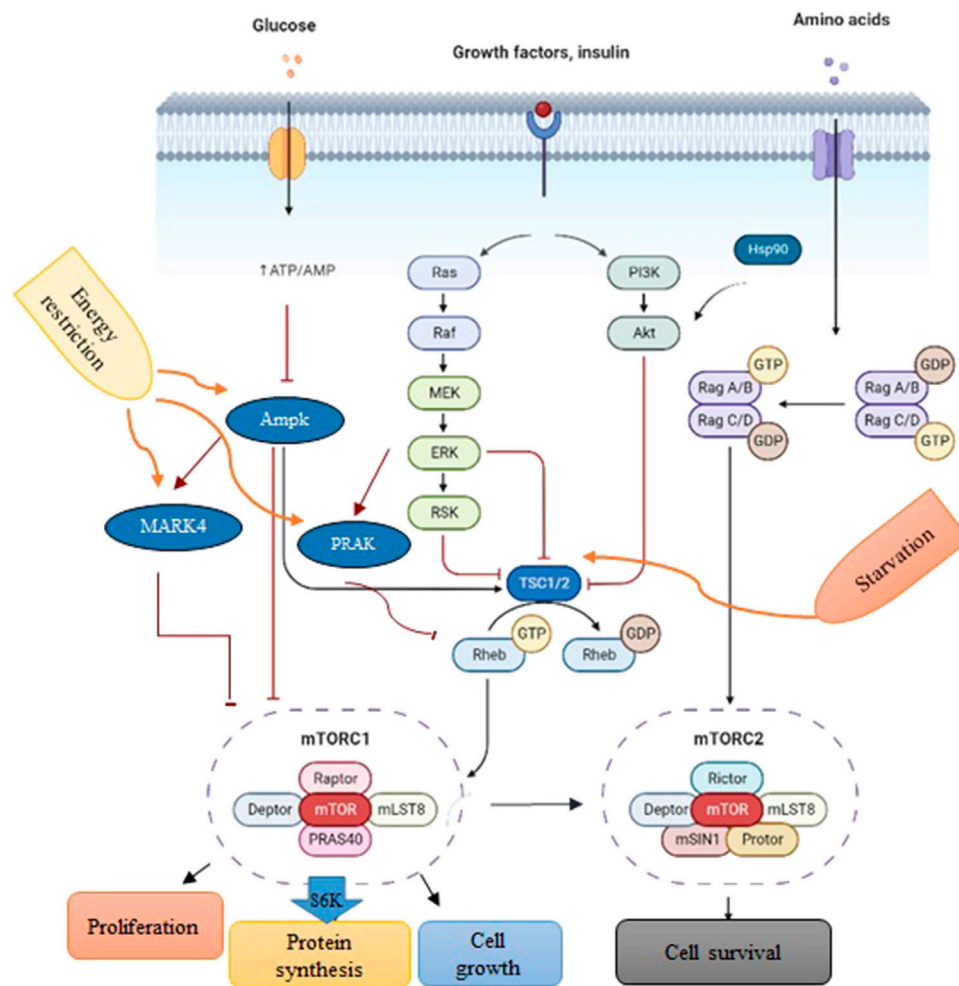 Glucose
Growth factors, insulin
Amino acids
Hsp90
↑ATP/AMP
Ras
PI3K
Energy
restriction
Raf
Akt
GTP
GDP
Rag A/B
Rag A/B
MEK
Ampk
Rag C/D
Rag C/D
GDP
GTP
ERK
RSK
MARK4
PRAK
TSC1/2
Starvation
GTP
GDP
Rheb
Rheb
mTORC1
mTORC2
Raptor
Rictor
Deptor
mTOR
mLST8
Deptor
mTOR
mLST8
PRAS40
mSIN1
Protor
S6K
Proliferation
Protein
synthesis
Cell
growth
Cell survival